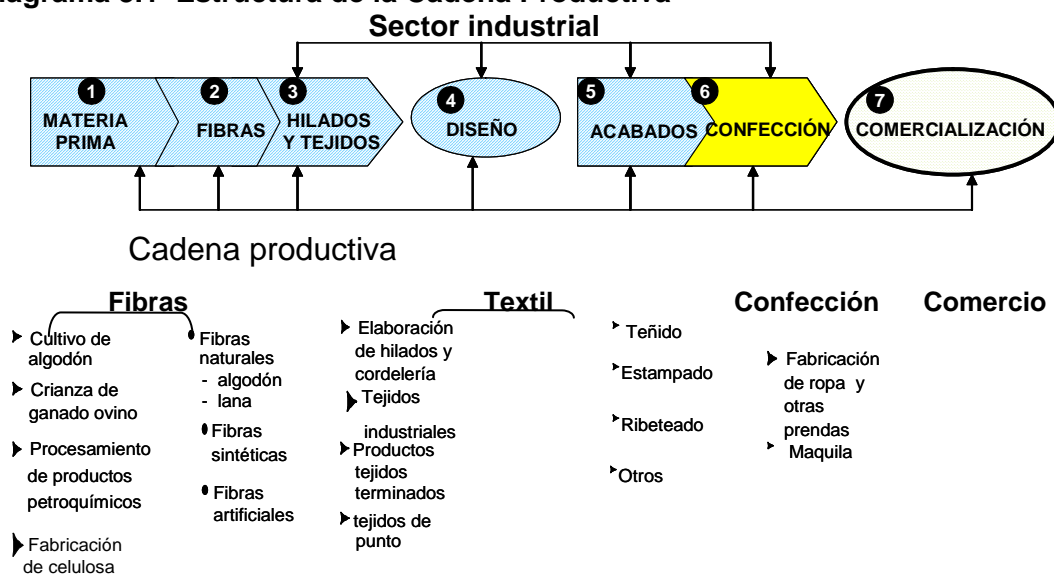 Estructura de la Cadena Productiva
Sector industrial
1
MATERIA
PRIMA
2
FIBRAS
3
HILADOS
Y TEJIDOS
4
DISEÑO
5
ACABADOS
6
CONFECCIÓN
7
COMERCIALIZACIÓN
Cadena productiva
Fibras
Cultivo de
algodón
Crianza de
ganado ovino
Procesamiento
de productos
petroquímicos
Fabricación
de celulosa
Fibras
naturales
- algodón
- lana
Fibras
sintéticas
Fibras
artificiales
Textil
Elaboración
de hilados y
cordelería
Tejidos
industriales
Productos
tejidos
terminados
tejidos de
punto
Teñido
Estampado
Ribeteado
Otros
Confección
Fabricación
de ropa y
otras
prendas
Maquila
Comercio